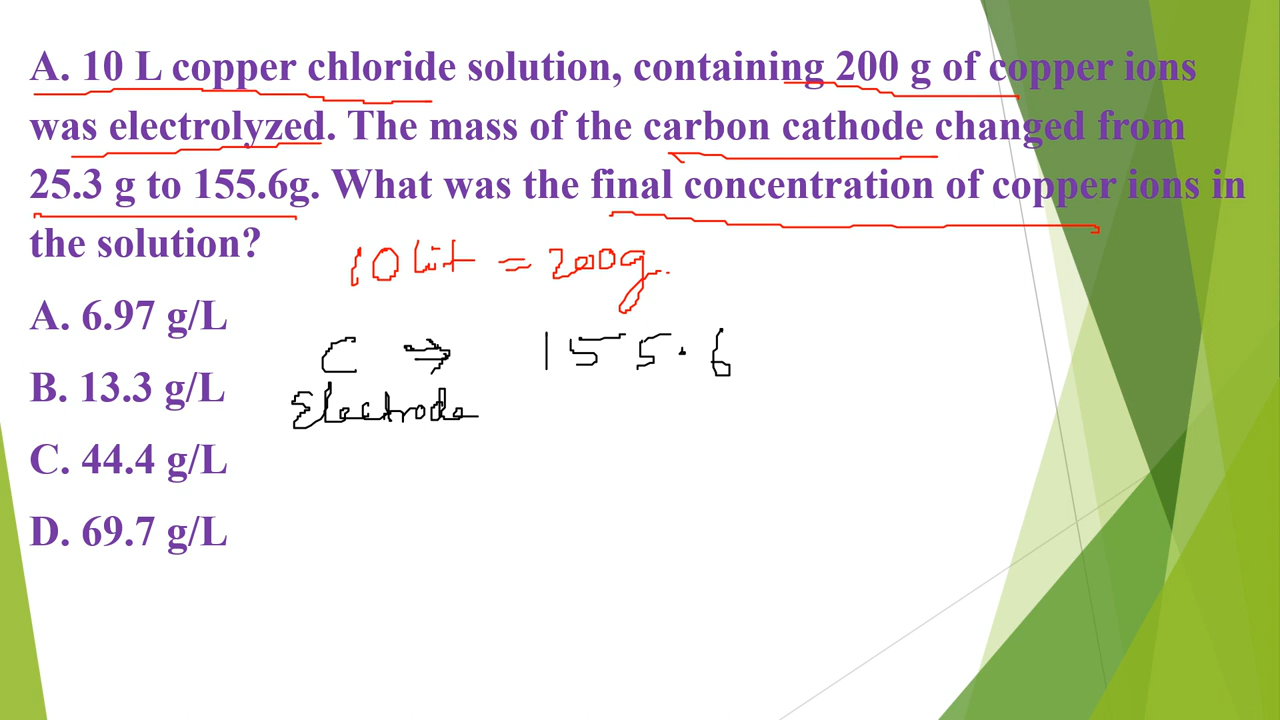 A. 10 L copper chloride solution, containing 200 g of copper ions
was electrolyzed. The mass of the carbon cathode changed from
25.3 g to 155.6g. What was the final concentration of copper ions in
the solution?
10 lit = 200g.
A. 6.97 g/L
C ⇒ 155.6
B. 13.3 g/L
Electrode
C. 44.4 g/L
D. 69.7 g/L